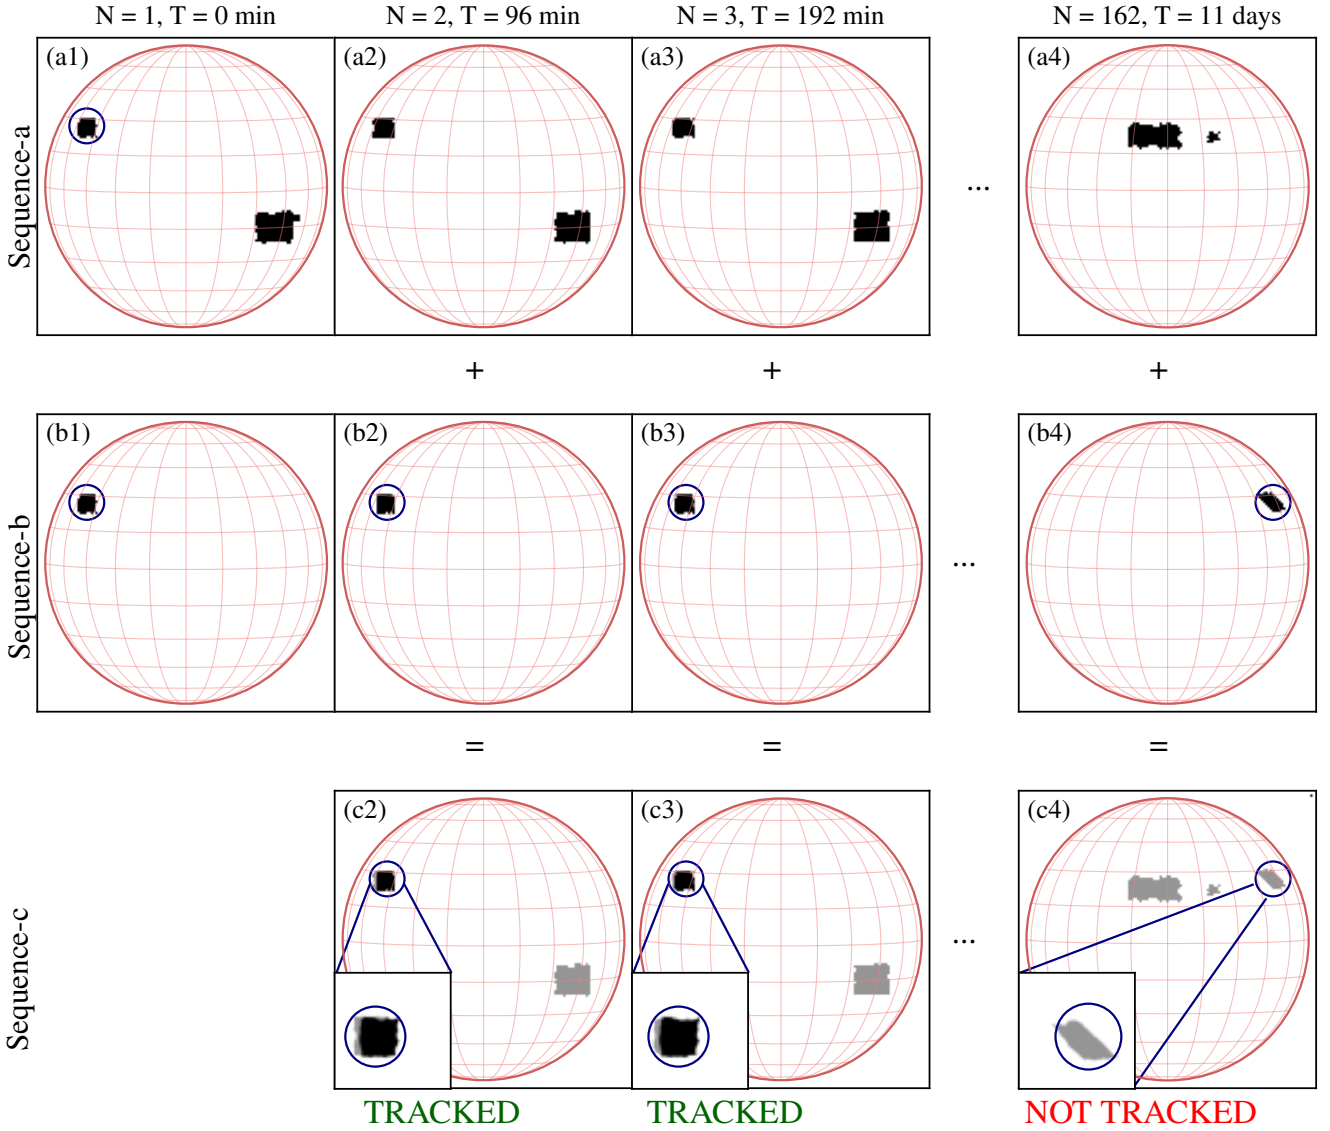 N = 1, T = 0 min
N = 2, T = 96 min
N = 3, T = 192 min
N = 162, T = 11 days
Sequence-a
(a1)
(a2)
(a3)
...
(a4)
+
+
+
Sequence-b
(b1)
(b2)
(b3)
...
(b4)
=
=
=
Sequence-c
(c2)
(c3)
...
(c4)
TRACKED
TRACKED
NOT TRACKED